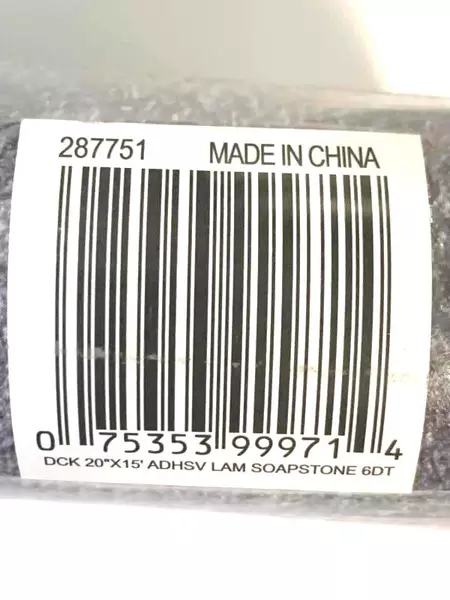 287751 MADE IN CHINA
0 75353 99971 4
DCK 20"X15' ADHSV LAM SOAPSTONE 6DT